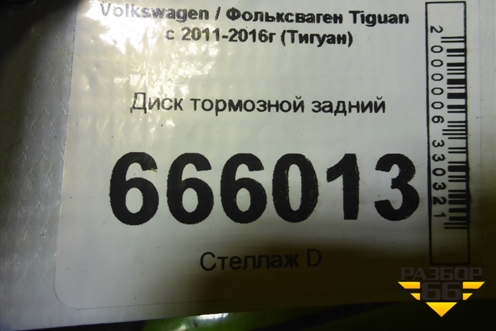 Volkswagen / Фольксваген Tiguan
с 2011-2016г (Тигуан)
Диск тормозной задний
666013
Стеллаж D
2000006330321
РАЗБОР
66